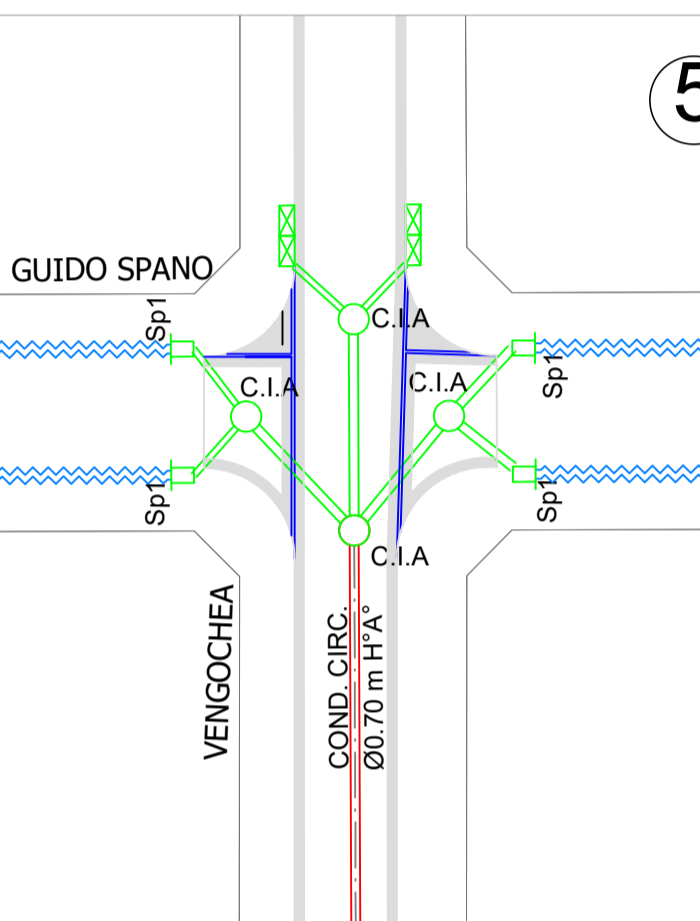 5
GUIDO SPANO
Sp1
C.I.A
Sp1
C.I.A
C.I.A
Sp1
Sp1
C.I.A
VENGOCHEA
COND. CIRC.
Ø0.70 m H°A°